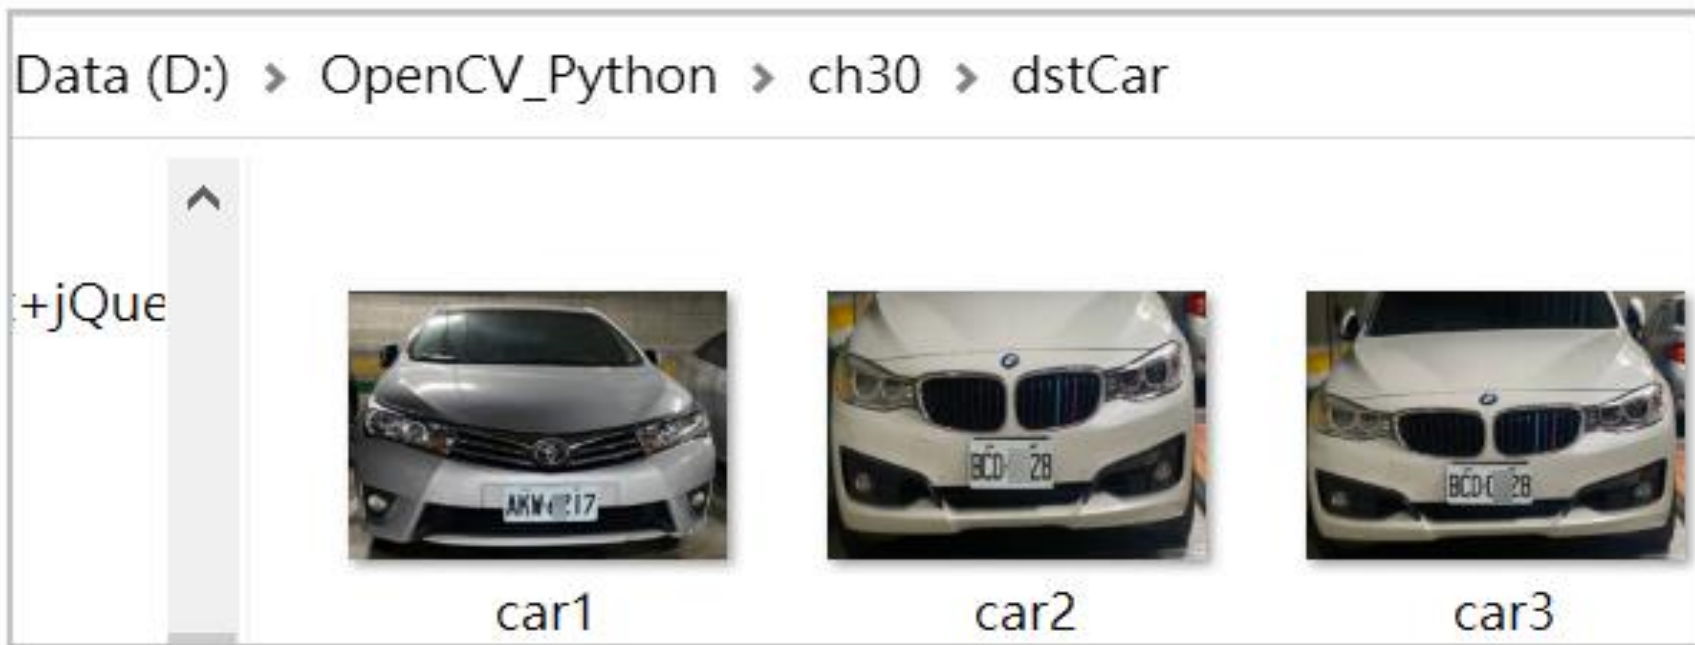 Data (D:) > OpenCV_Python > ch30 > dstCar
+jQue
car1
car2
car3